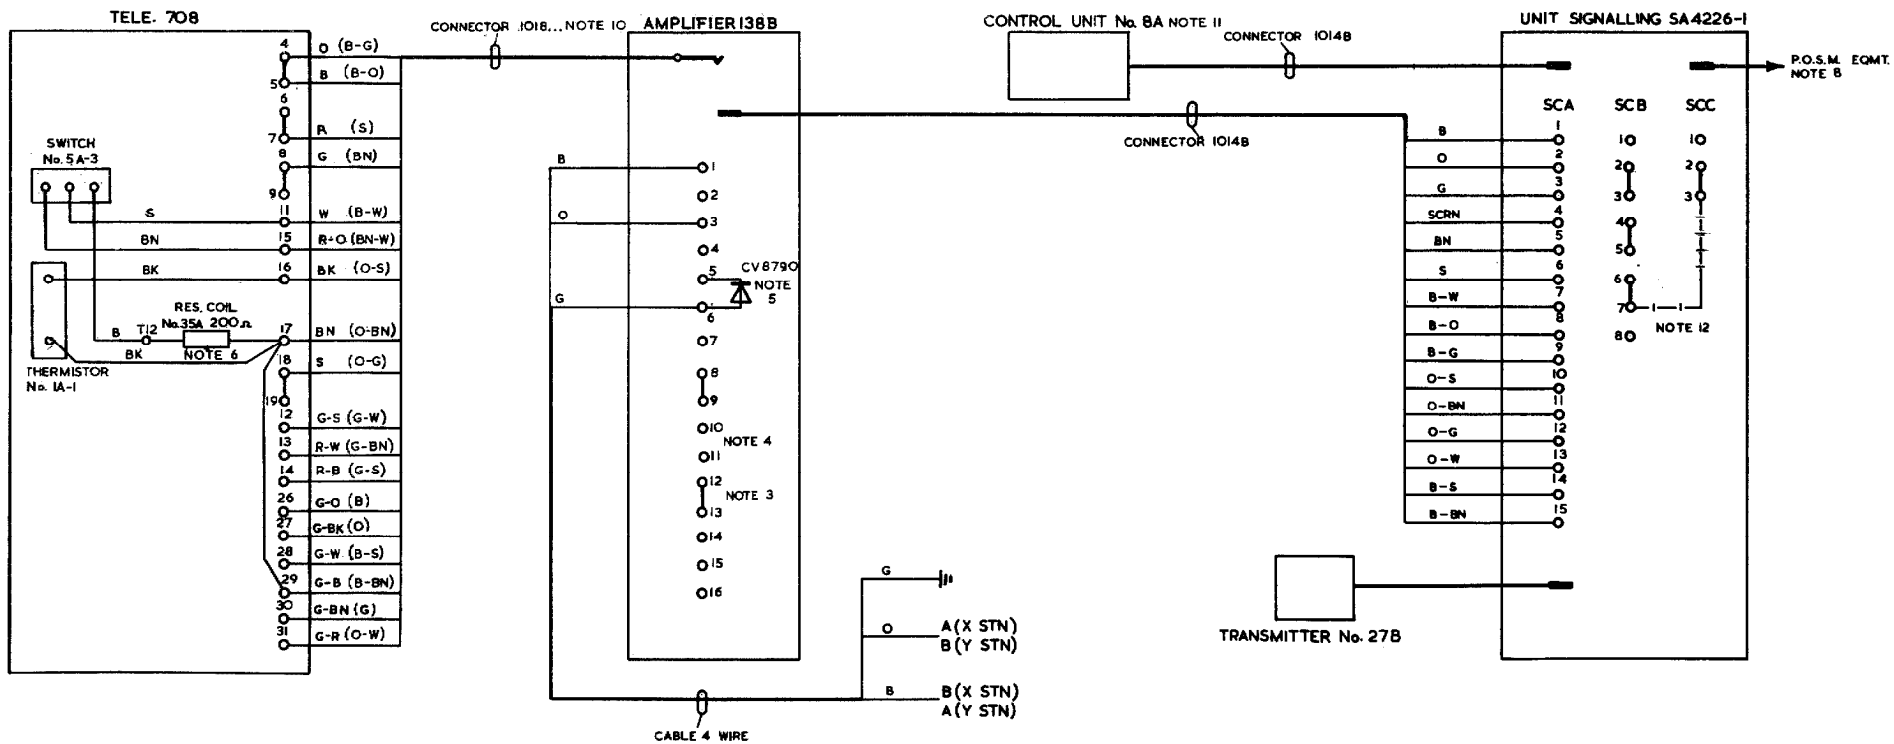 TELE. 708
SWITCH
No. 5A-3
S
BN
BK
RES. COIL
No. 35A 200Ω
B
T12
NOTE 6
BK
THERMISTOR
No. 1A-1
4 O (B-G)
5 B (B-O)
6
7 R (S)
8 G (BN)
9
11 W (B-W)
15 R-O (BN-W)
16 BK (O-S)
17 BN (O-BN)
18 S (O-G)
19
12 G-S (G-W)
13 R-W (G-BN)
14 R-B (G-S)
26 G-O (B)
27 G-BK (O)
28 G-W (B-S)
29 G-B (B-BN)
30 G-BN (G)
31 G-R (O-W)
CONNECTOR 1018... NOTE 10
AMPLIFIER 138B
B
O
G
1
2
3
4
5
6
7
8
9
10
11
12
13
14
15
16
CV8790
NOTE
5
NOTE 4
NOTE 3
CABLE 4 WIRE
G
O
A (X STN)
B (Y STN)
B
B (X STN)
A (Y STN)
CONTROL UNIT No. 8A NOTE 11
CONNECTOR 1014B
CONNECTOR 1014B
TRANSMITTER No. 27B
UNIT SIGNALLING SA4226-1
P.O.S.M. EQMT.
NOTE 8
SCA SCB SCC
B 1
O 2
G 3
SCRN 4
BN 5
S 6
B-W 7
B-O 8
B-G 9
O-S 10
O-BN 11
O-G 12
O-W 13
B-S 14
B-BN 15
1
2
3
4
5
6
7
8
1
2
3
NOTE 12